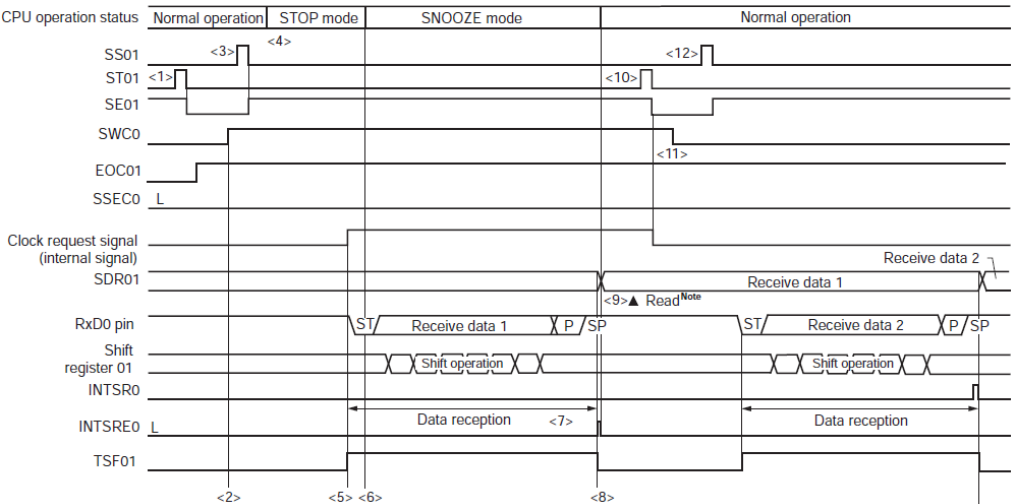 CPU operation status Normal operation STOP mode SNOOZE mode Normal operation
<4>
SS01 <3> <12>
ST01 <1> <10>
SE01
SWC0
<11>
EOC01
SSEC0 L
Clock request signal
(internal signal)
Receive data 2
SDR01 Receive data 1
<9>▲ Read Note
RxD0 pin ST Receive data 1 P SP ST Receive data 2 P SP
Shift
register 01 Shift operation Shift operation
INTSR0
Data reception <7> Data reception
INTSRE0 L
TSF01
<2> <5> <6> <8>